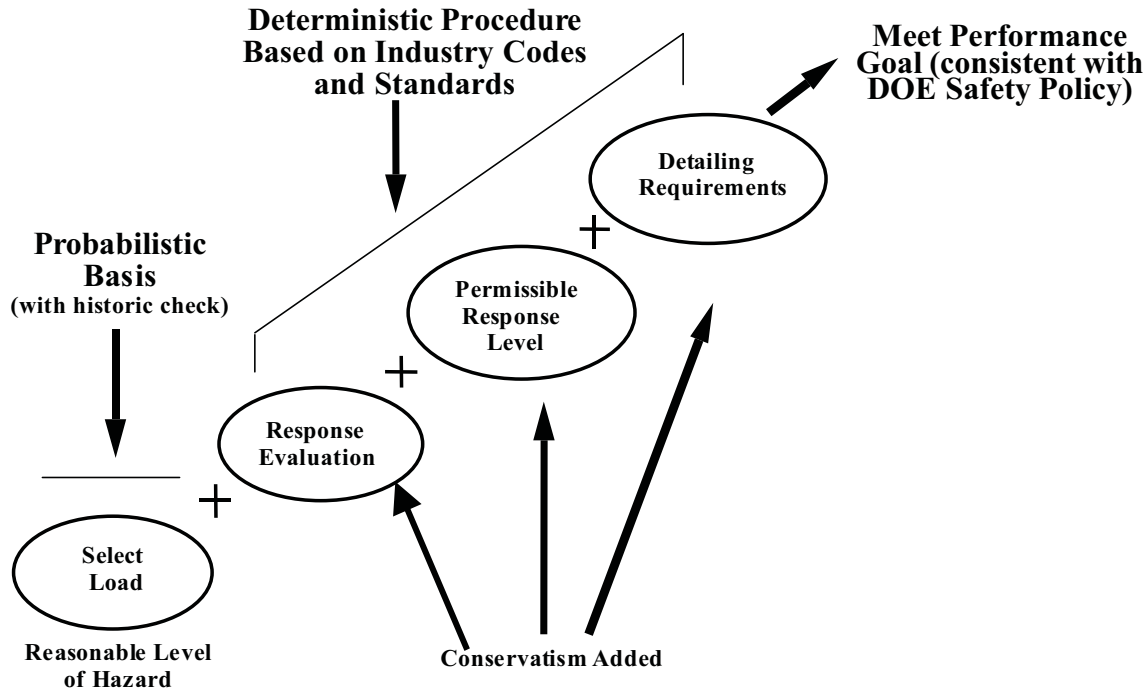 Deterministic Procedure
Based on Industry Codes
and Standards
Meet Performance
Goal (consistent with
DOE Safety Policy)
Detailing
Requirements
+
Probabilistic
Basis
(with historic check)
Permissible
Response
Level
+
Response
Evaluation
+
Select
Load
Reasonable Level
of Hazard
Conservatism Added